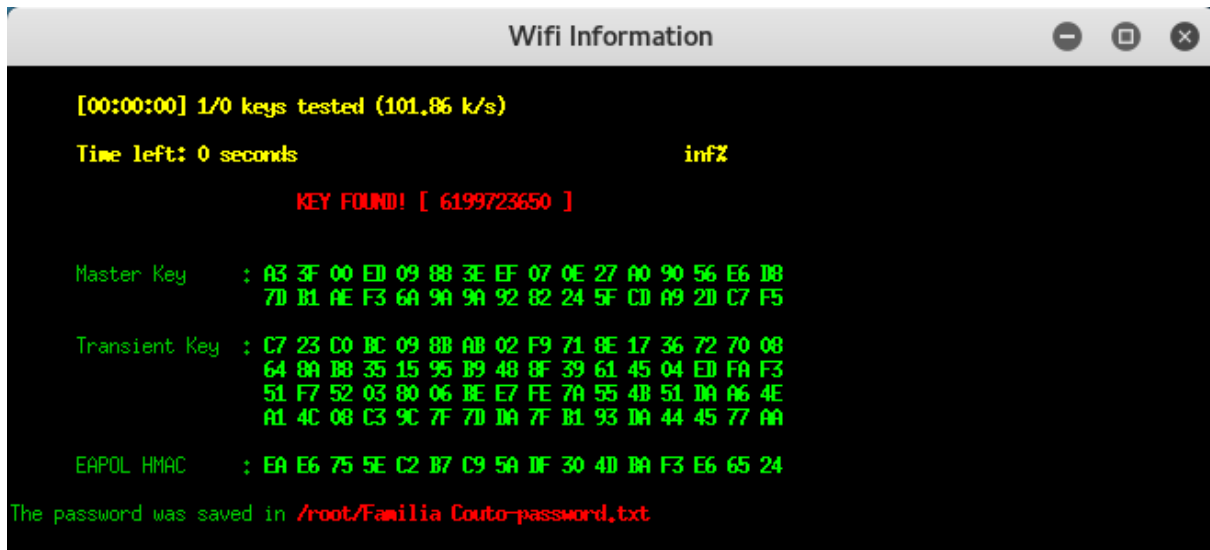 Wifi Information
[00:00:00] 1/0 keys tested (101.86 k/s)
Time left: 0 seconds inf%
KEY FOUND! [ 6199723650 ]
Master Key : A3 3F 00 ED 09 88 3E EF 07 0E 27 A0 90 56 E6 D8
7D B1 AE F3 6A 9A 9A 92 82 24 5F CD A9 2D C7 F5
Transient Key : C7 23 C0 BC 09 8B AB 02 F9 71 8E 17 36 72 70 08
64 8A B8 35 15 95 B9 48 8F 39 61 45 04 ED FA F3
51 F7 52 03 80 06 BE E7 FE 7A 55 4B 51 DA A6 4E
A1 4C 08 C3 9C 7F 7D DA 7F B1 93 DA 44 45 77 AA
EAPOL HMAC : EA E6 75 5E C2 B7 C9 5A DF 30 4D BA F3 E6 65 24
The password was saved in /root/Familia Couto-password.txt